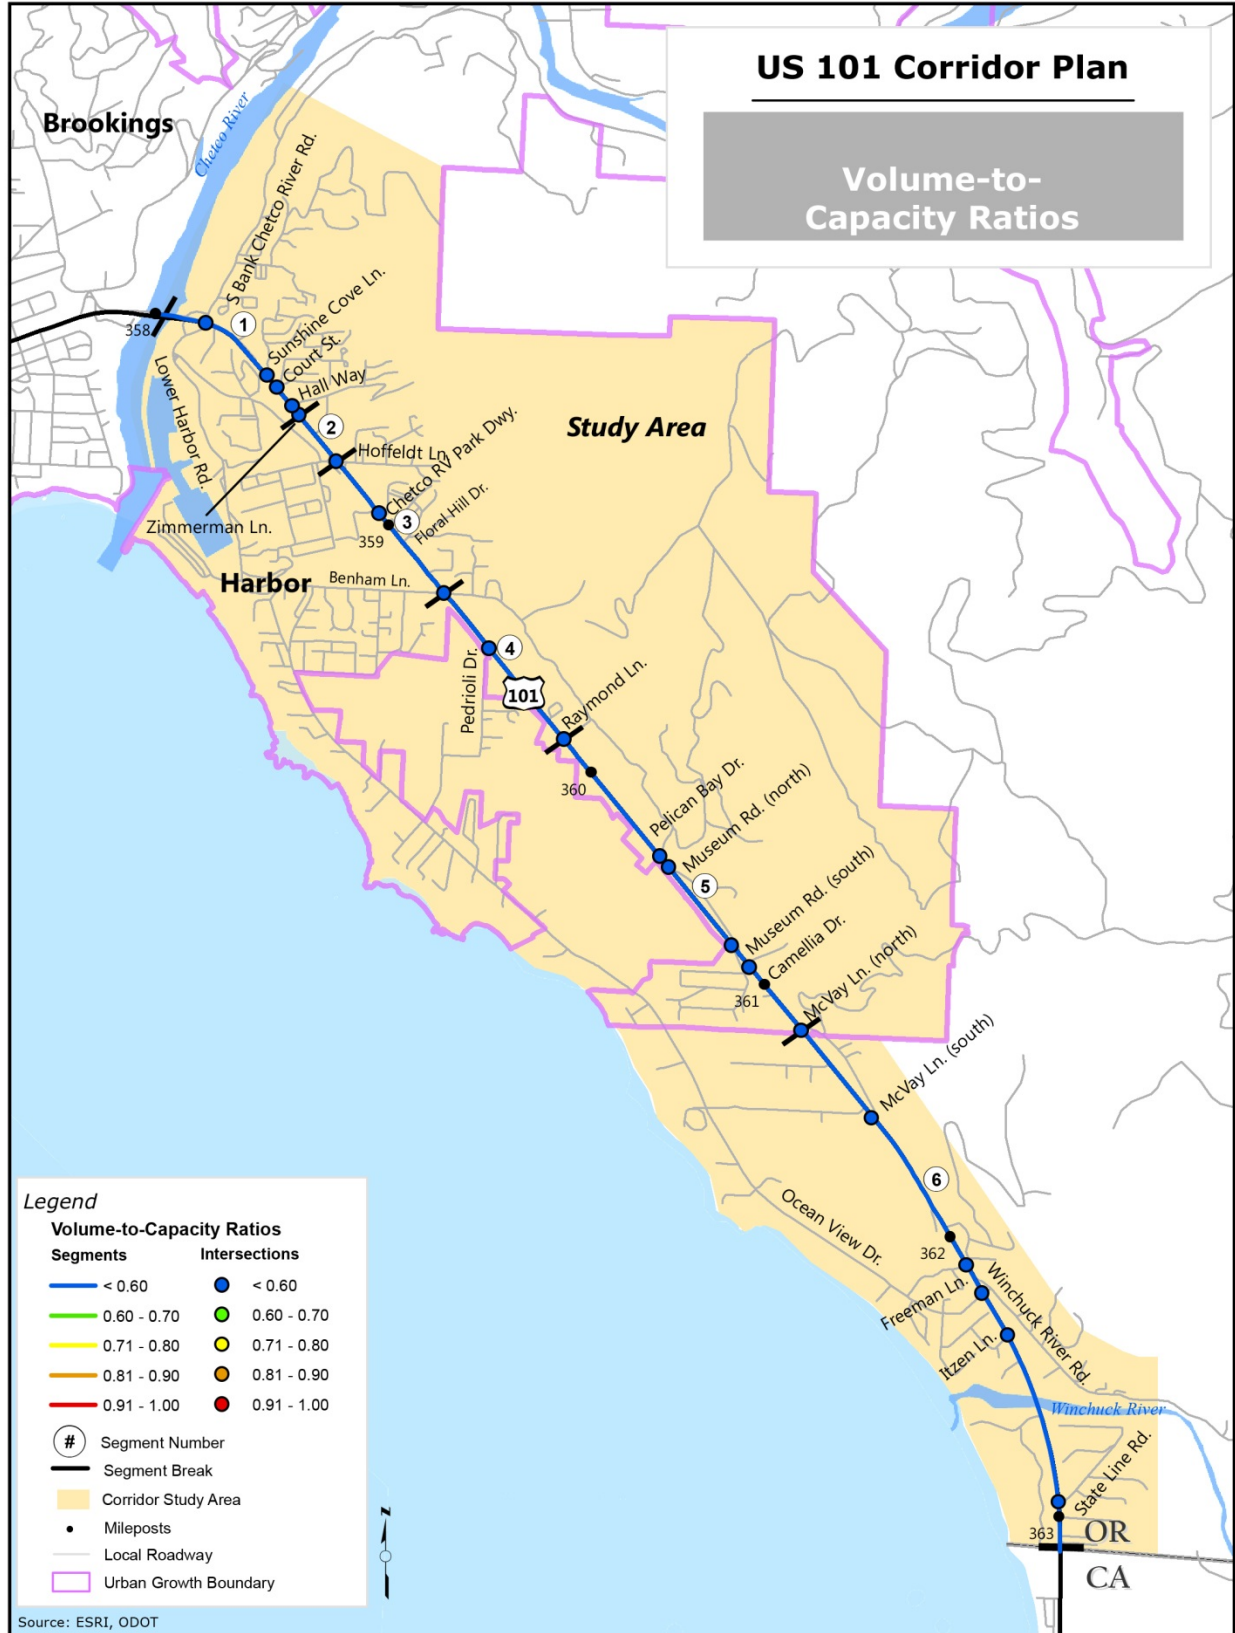 US 101 Corridor Plan
Volume-to-
Capacity Ratios
Brookings
Chetco River
S Bank Chetco River Rd.
358
1
Sunshine Cove Ln.
Court St.
Hall Way
Lower Harbor Rd.
2
Study Area
Hoffeldt Ln
Chetco RV Park Dwy.
Zimmerman Ln.
359
3
Floral Hill Dr.
Harbor
Benham Ln.
4
Pedrioli Dr.
101
Raymond Ln.
360
Pelican Bay Dr.
Museum Rd. (north)
5
Museum Rd. (south)
Camellia Dr.
361
McVay Ln. (north)
McVay Ln. (south)
6
Ocean View Dr.
362
Winchuck River Rd.
Freeman Ln.
Itzen Ln.
Winchuck River
State Line Rd.
363
OR
CA
Legend
Volume-to-Capacity Ratios
Segments Intersections
< 0.60 < 0.60
0.60 - 0.70 0.60 - 0.70
0.71 - 0.80 0.71 - 0.80
0.81 - 0.90 0.81 - 0.90
0.91 - 1.00 0.91 - 1.00
# Segment Number
Segment Break
Corridor Study Area
Mileposts
Local Roadway
Urban Growth Boundary
z
Source: ESRI, ODOT